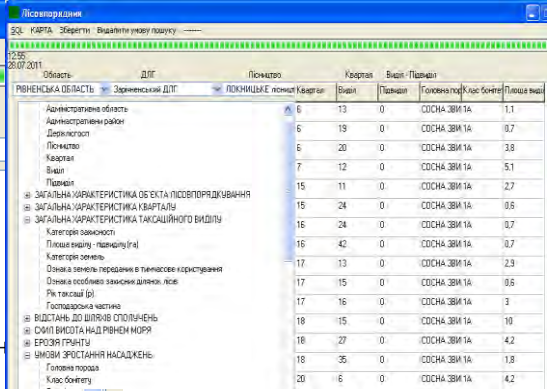 Лісовпорядкування
SQL КАРТА Зберегти Видалити умову пошуку
12:55
28.07.2011
Область ДЛГ Лісництво Квартал Виділ - Підвиділ
РІВНЕНСЬКА ОБЛАСТЬ Зарічненський ДЛГ ЛОКНИЦЬКЕ лісниц Квартал Виділ Підвиділ Головна пор Клас бонітет Площа виді
Адміністративна область 6 13 0 СОСНА ЗВИ 1А 1,1
Адміністративни район
Держлісгосп 6 19 0 СОСНА ЗВИ 1А 0,7
Лісництво 6 20 0 СОСНА ЗВИ 1А 3,8
Квартал
Виділ 7 12 0 СОСНА ЗВИ 1А 5,1
Підвиділ 15 11 0 СОСНА ЗВИ 1А 2,7
ЗАГАЛЬНА ХАРАКТЕРИСТИКА ОБ'ЄКТА ЛІСОВПОРЯДКУВАННЯ
ЗАГАЛЬНА ХАРАКТЕРИСТИКА КВАРТАЛУ 15 24 0 СОСНА ЗВИ 1А 0,6
ЗАГАЛЬНА ХАРАКТЕРИСТИКА ТАКСАЦІЙНОГО ВИДІЛУ 16 24 0 СОСНА ЗВИ 1А 0,7
Категорія захисності
Площа виділу - підвиділу,(га) 16 42 0 СОСНА ЗВИ 1А 0,7
Категорія земель 17 13 0 СОСНА ЗВИ 1А 2,9
Ознака земель переданих в тимчасове користування
Ознака особливо захисних ділянок лісів 17 15 0 СОСНА ЗВИ 1А 0,6
Рік таксації (р)
Господарська частина 17 16 0 СОСНА ЗВИ 1А 3
ВІДСТАНЬ ДО ШЛЯХІВ СПОЛУЧЕНЬ 18 15 0 СОСНА ЗВИ 1А 10
СХИЛ ВИСОТА НАД РІВНЕМ МОРЯ
ЕРОЗІЯ ГРУНТУ 18 27 0 СОСНА ЗВИ 1А 4,2
УМОВИ ЗРОСТАННЯ НАСАДЖЕНЬ 18 35 0 СОСНА ЗВИ 1А 1,8
Головна порода
Клас бонітету 20 6 0 СОСНА ЗВИ 1А 4,2